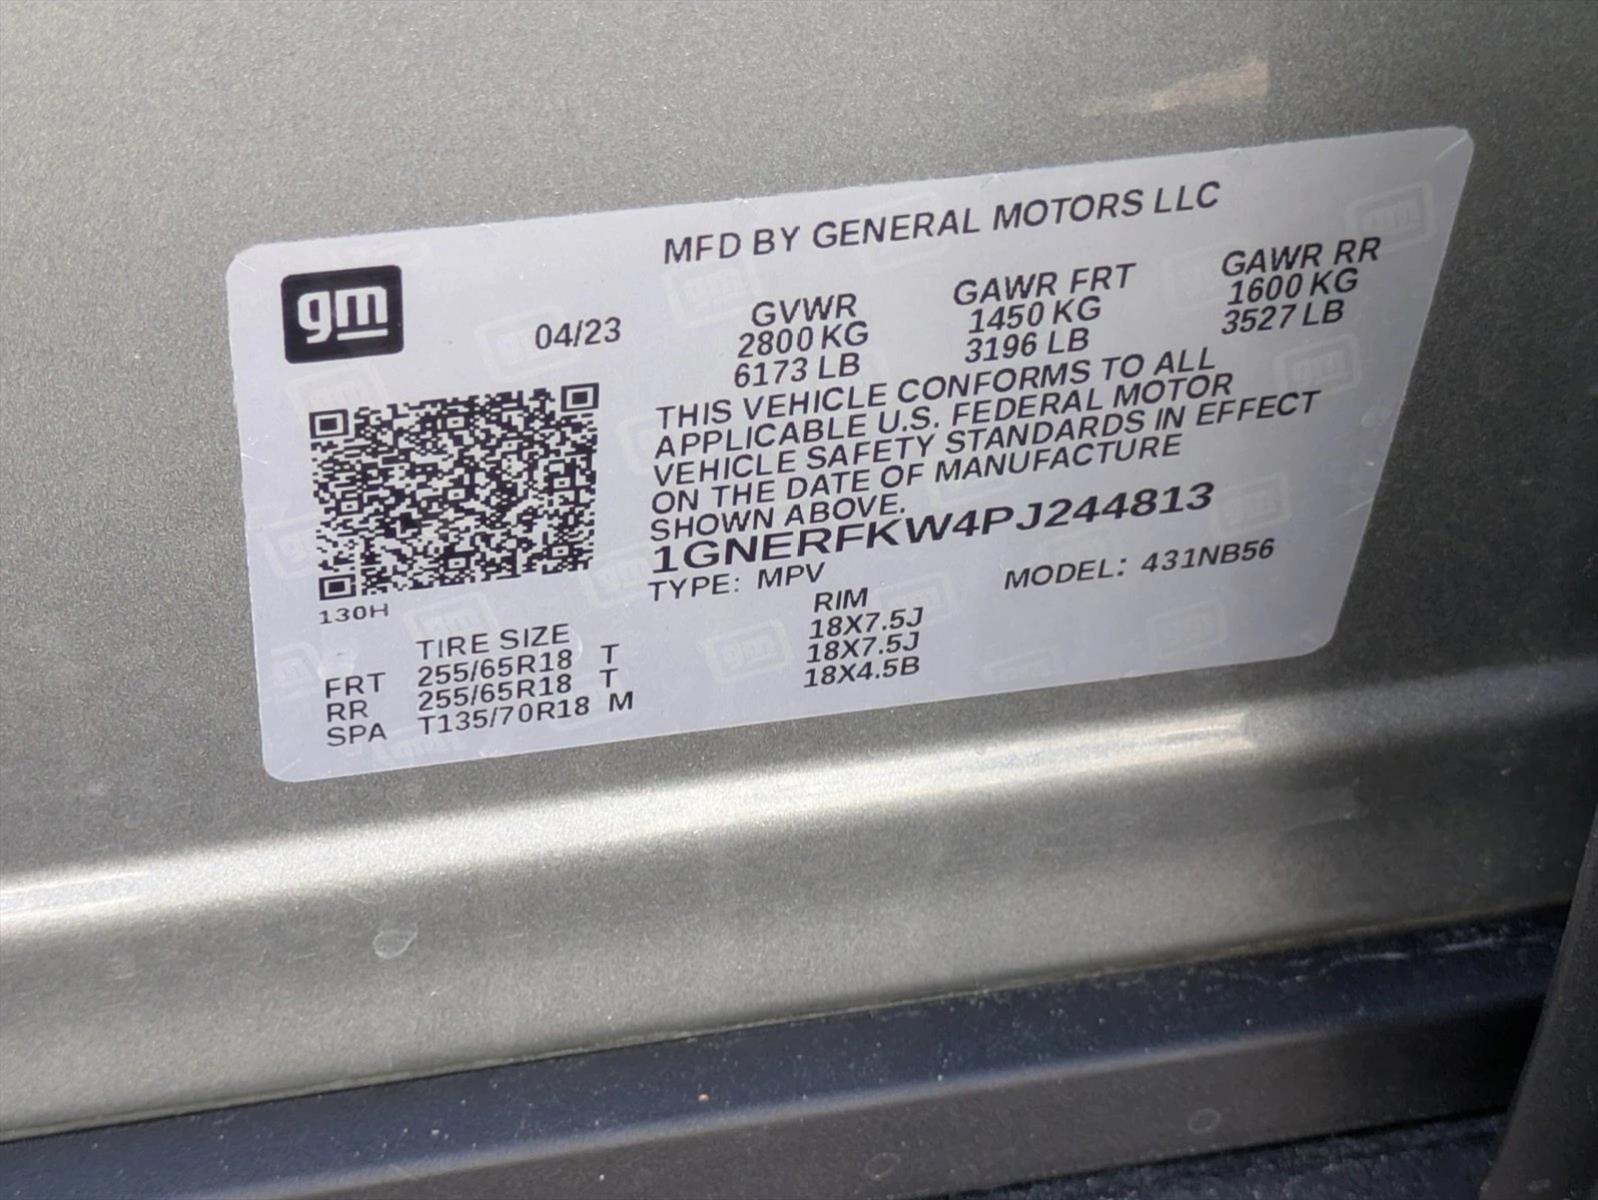 gm
MFD BY GENERAL MOTORS LLC
04/23
GVWR
2800 KG
6173 LB
GAWR FRT
1450 KG
3196 LB
GAWR RR
1600 KG
3527 LB
THIS VEHICLE CONFORMS TO ALL
APPLICABLE U.S. FEDERAL MOTOR
VEHICLE SAFETY STANDARDS IN EFFECT
ON THE DATE OF MANUFACTURE
SHOWN ABOVE.
1GNERFKW4PJ244813
TYPE: MPV
MODEL: 431NB56
130H
TIRE SIZE RIM
FRT 255/65R18 T 18X7.5J
RR 255/65R18 T 18X7.5J
SPA T135/70R18 M 18X4.5B